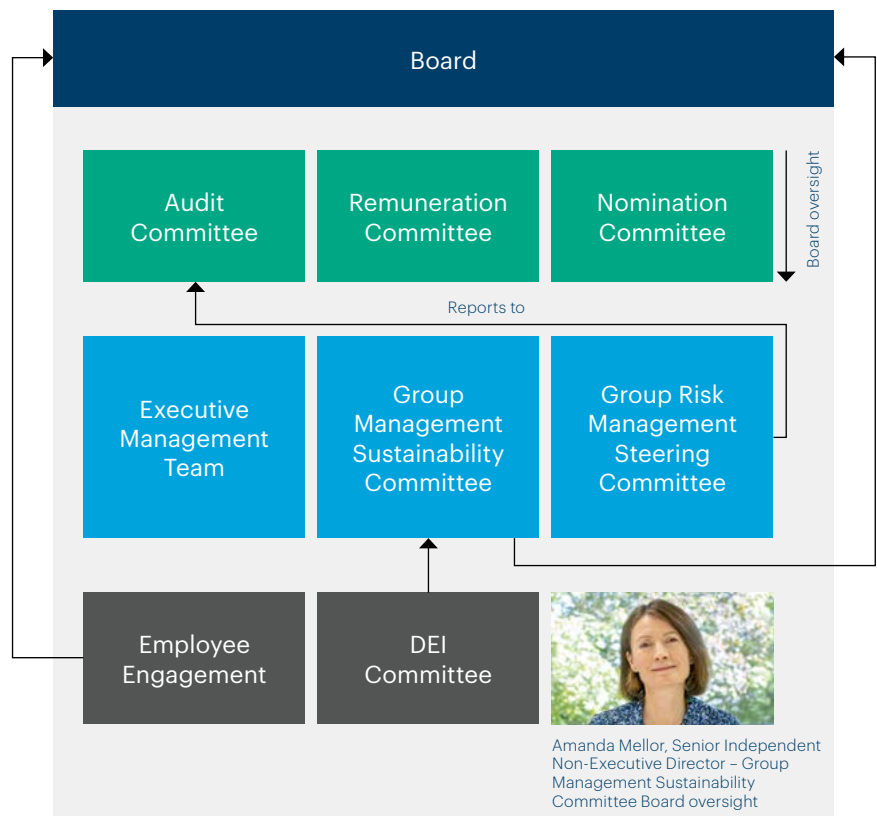 Board
Audit
Committee
Remuneration
Committee
Nomination
Committee
Board oversight
Reports to
Executive
Management
Team
Group
Management
Sustainability
Committee
Group Risk
Management
Steering
Committee
Employee
Engagement
DEI
Committee
Amanda Mellor, Senior Independent
Non-Executive Director – Group
Management Sustainability
Committee Board oversight